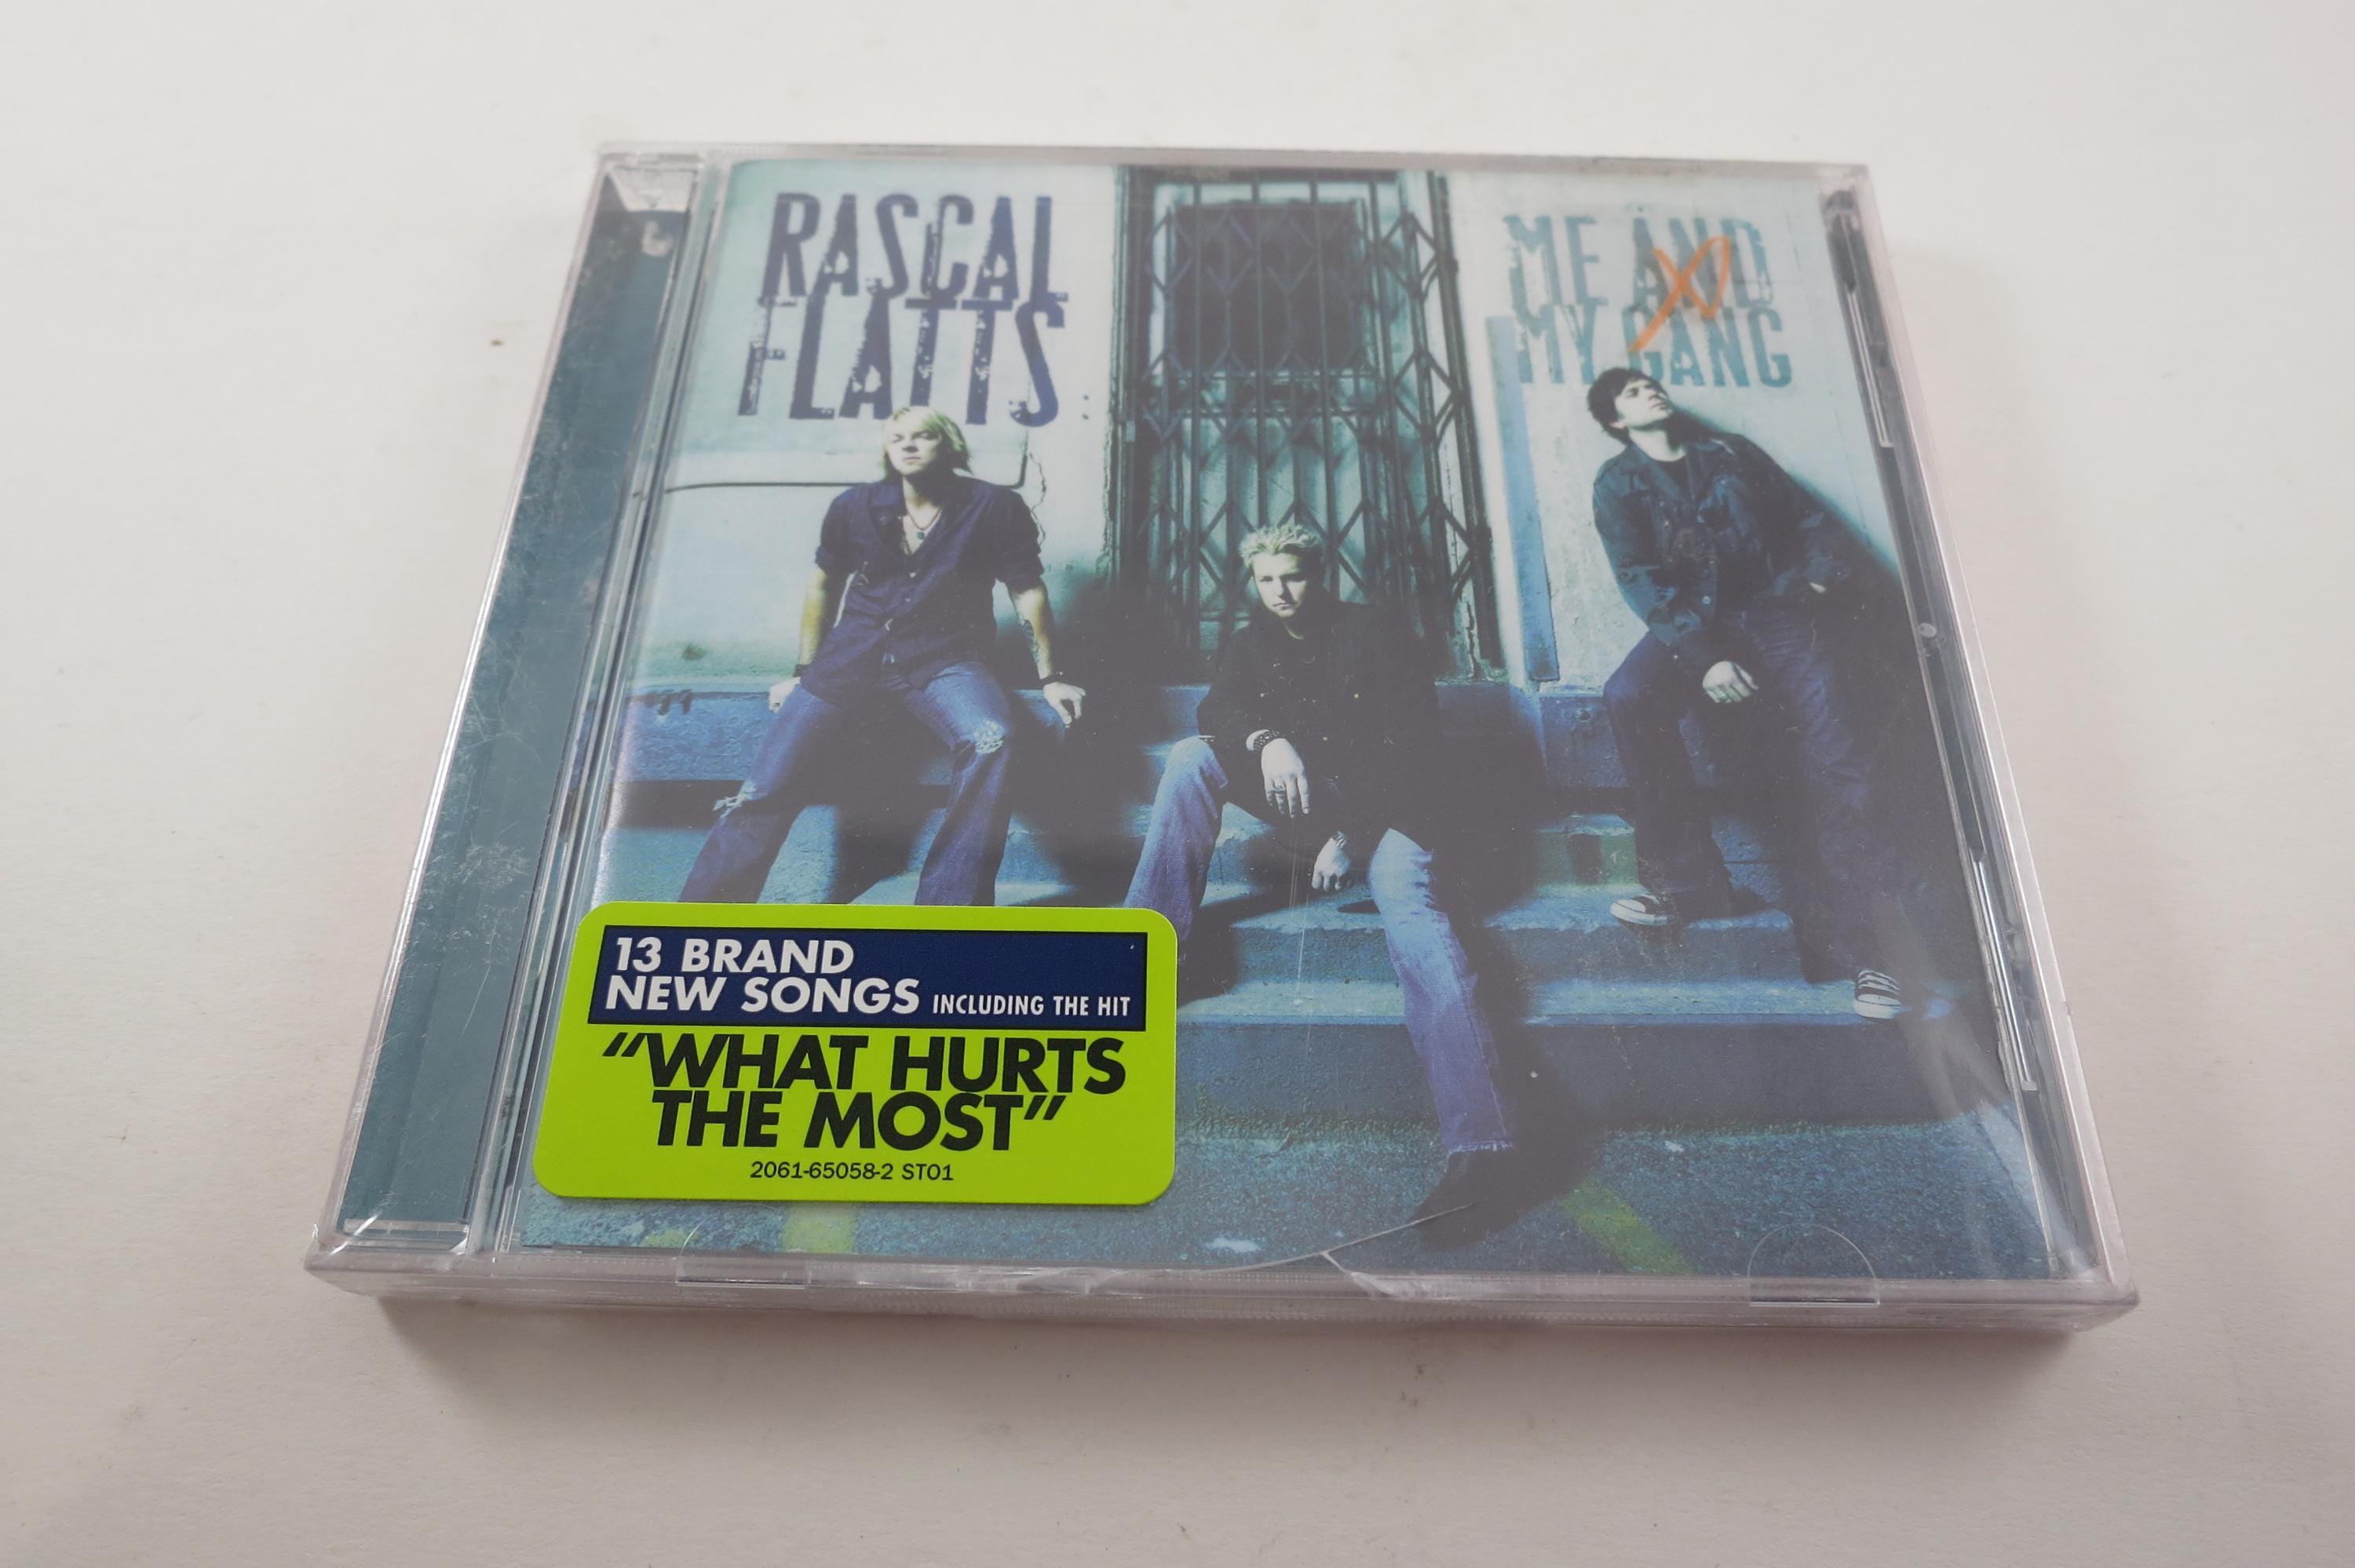 RASCAL
FLATTS
ME AND
MY GANG
13 BRAND
NEW SONGS INCLUDING THE HIT
"WHAT HURTS
THE MOST"
2061-65058-2 ST01